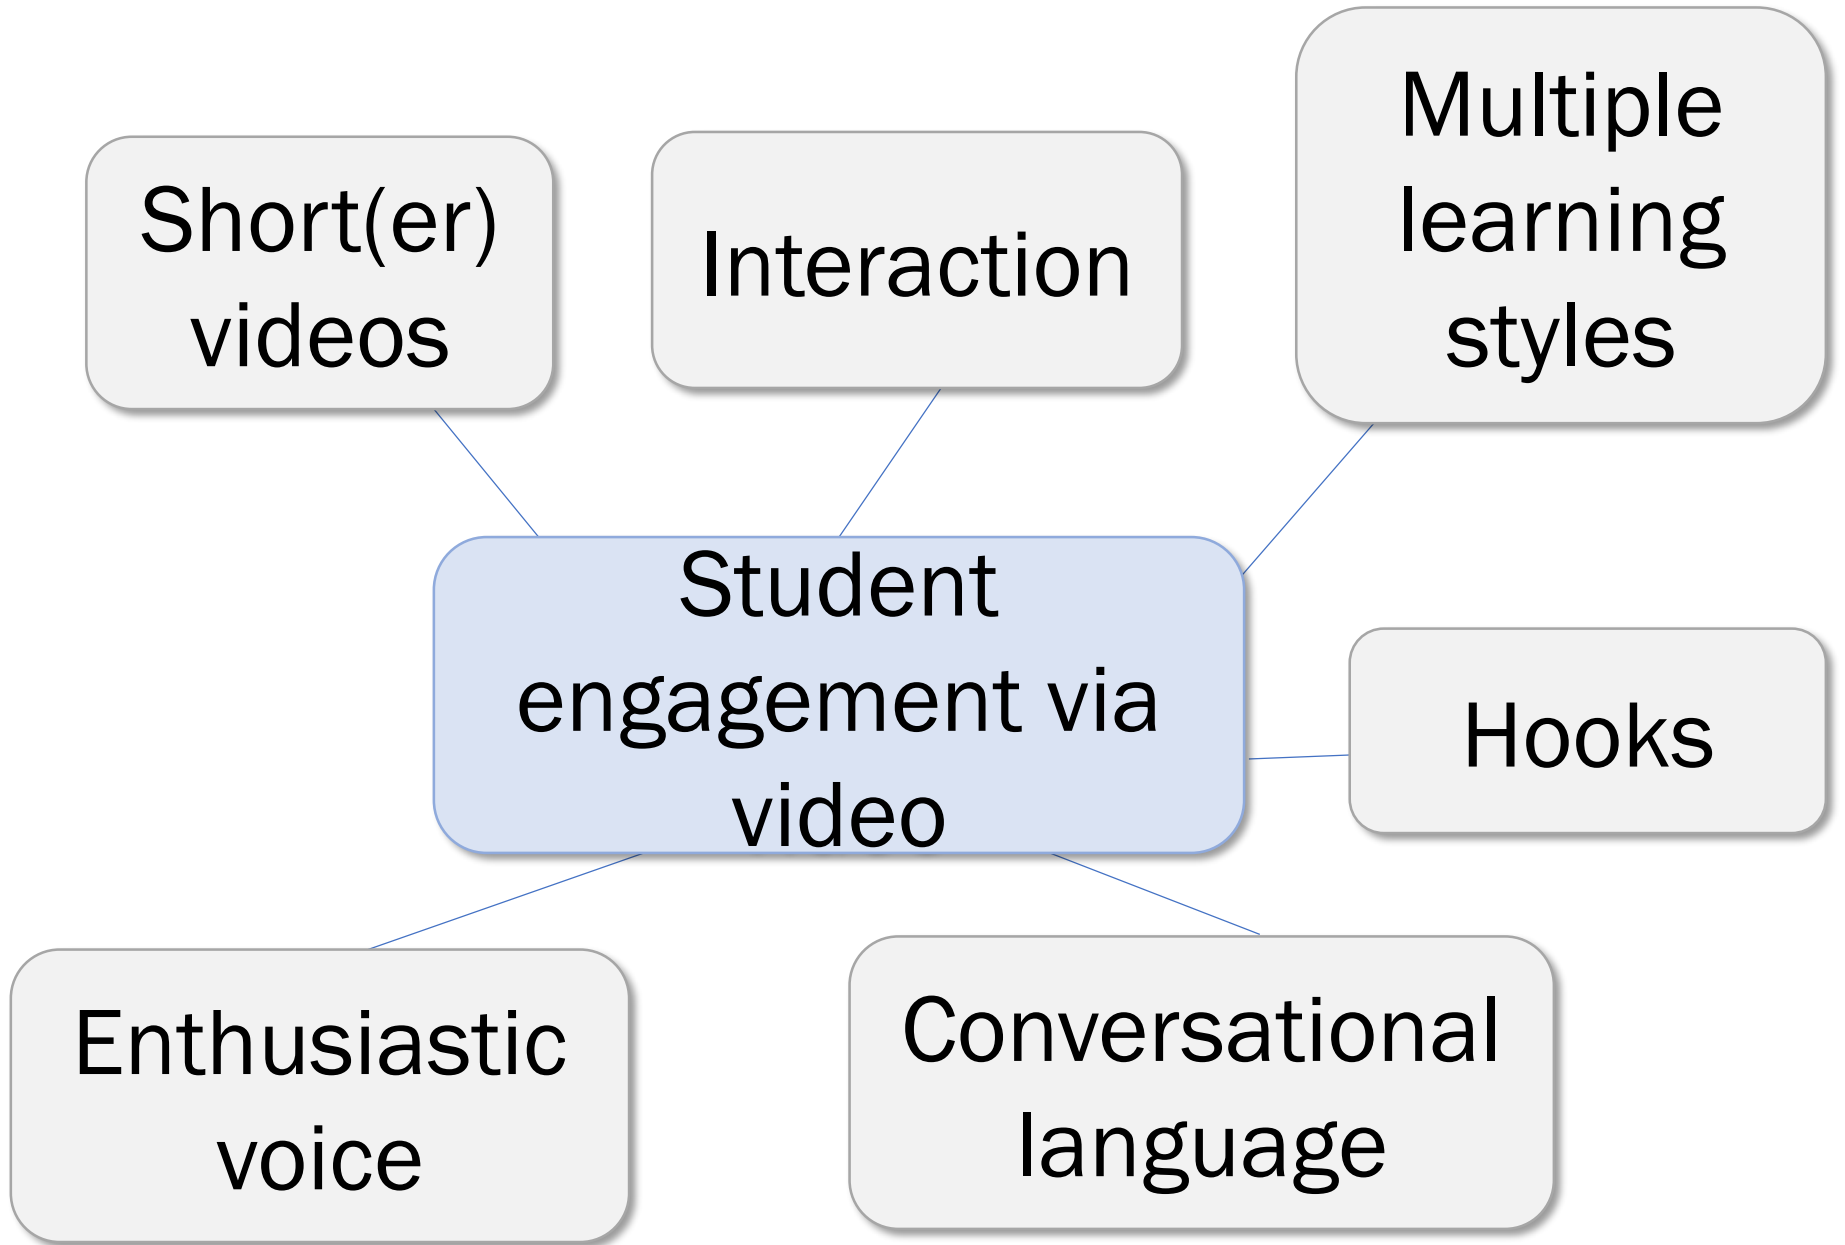 Short(er)
videos
Interaction
Multiple
learning
styles
Student
engagement via
video
Hooks
Enthusiastic
voice
Conversational
language